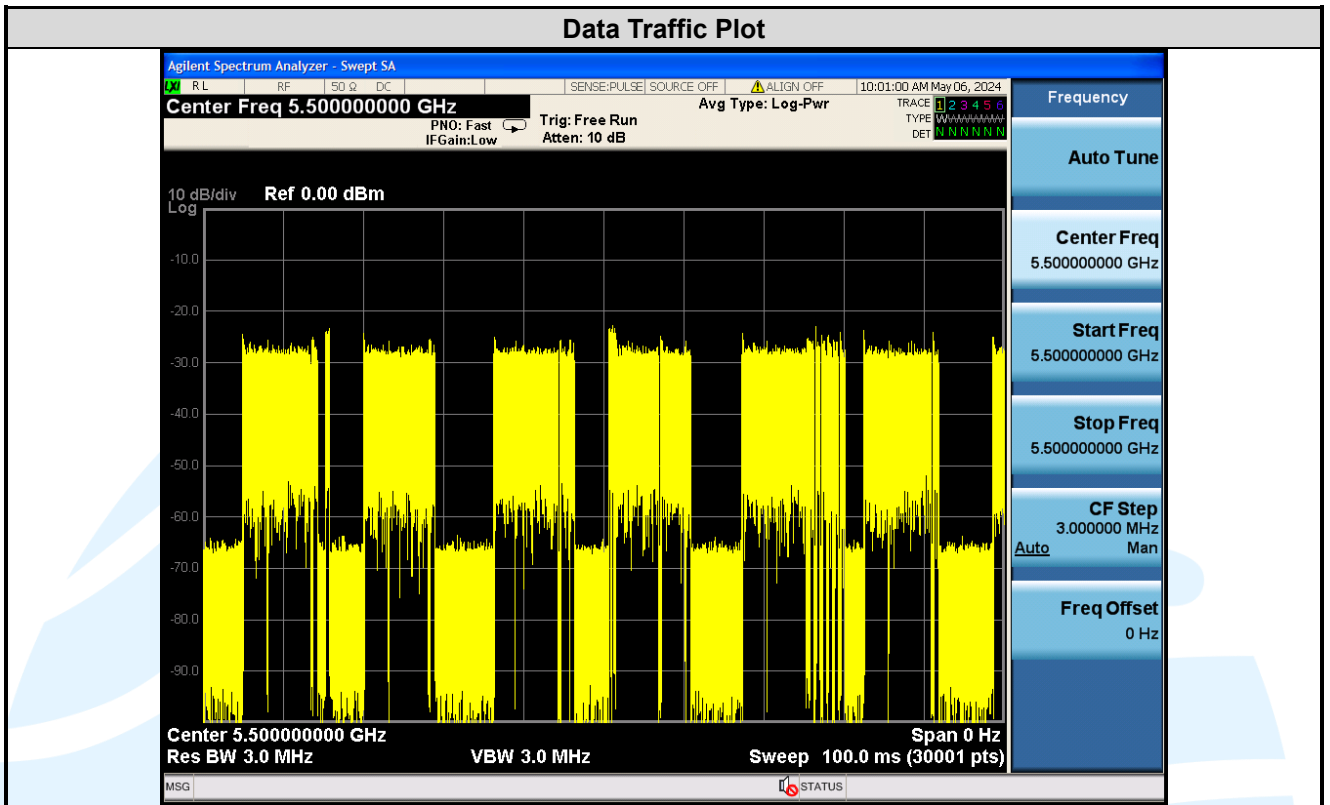 Data Traffic Plot
Agilent Spectrum Analyzer - Swept SA
LXI RL RF 50 Ω DC SENSE:PULSE SOURCE OFF ALIGN OFF 10:01:00 AM May 06, 2024
Center Freq 5.500000000 GHz
PNO: Fast
IFGain:Low
Trig: Free Run
Atten: 10 dB
Avg Type: Log-Pwr
TRACE 1 2 3 4 5 6
TYPE
DET N N N N N N
10 dB/div Ref 0.00 dBm
Log
-10.0
-20.0
-30.0
-40.0
-50.0
-60.0
-70.0
-80.0
-90.0
Center 5.500000000 GHz Span 0 Hz
Res BW 3.0 MHz VBW 3.0 MHz Sweep 100.0 ms (30001 pts)
MSG STATUS
Frequency
Auto Tune
Center Freq
5.500000000 GHz
Start Freq
5.500000000 GHz
Stop Freq
5.500000000 GHz
CF Step
3.000000 MHz
Auto Man
Freq Offset
0 Hz